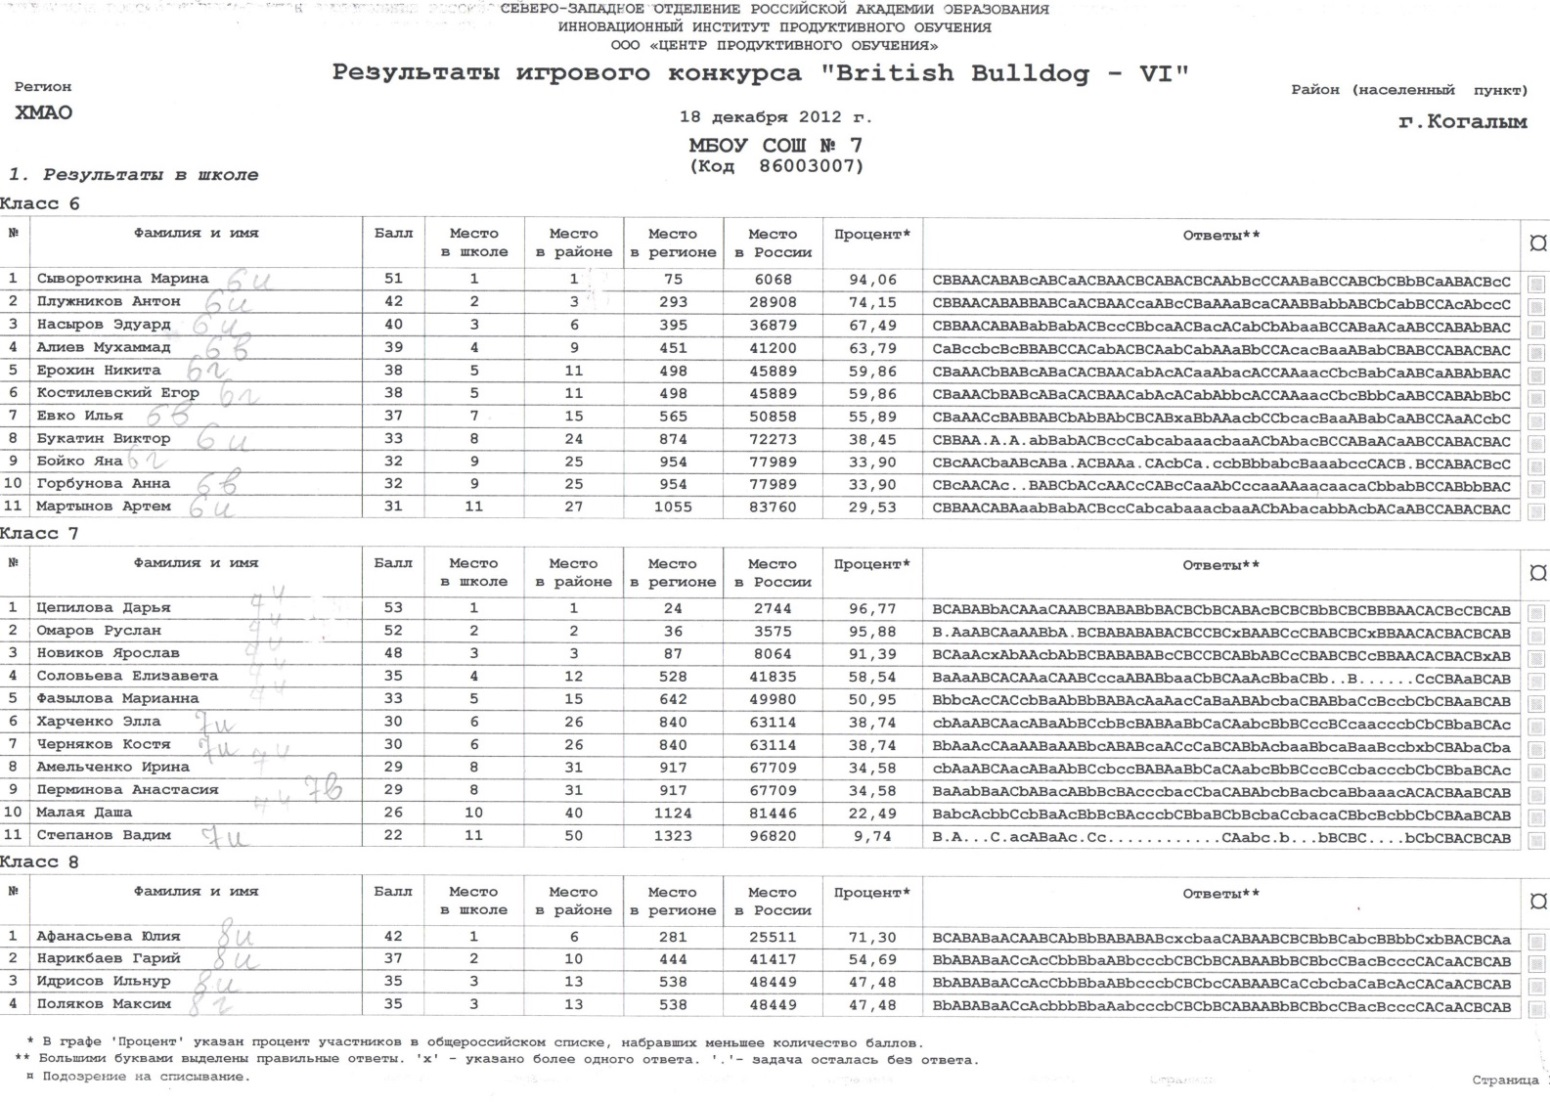 СЕВЕРО-ЗАПАДНОЕ ОТДЕЛЕНИЕ РОССИЙСКОЙ АКАДЕМИИ ОБРАЗОВАНИЯ
ИННОВАЦИОННЫЙ ИНСТИТУТ ПРОДУКТИВНОГО ОБУЧЕНИЯ
ООО «ЦЕНТР ПРОДУКТИВНОГО ОБУЧЕНИЯ»
Результаты игрового конкурса "British Bulldog - VI"
Регион
Район (населенный пункт)
ХМАО
18 декабря 2012 г.
г.Когалым
МБОУ СОШ № 7
(Код 86003007)
1. Результаты в школе
Класс 6
№ Фамилия и имя Балл Место в школе Место в районе Место в регионе Место в России Процент* Ответы** ¤
1 Сывороткина Марина 6и 51 1 1 75 6068 94,06 CBBAACABABcABCaACBAACBCABACBCAAbBcCCAABaBCCABCbCBbBCaABACBcC
2 Плужников Антон 6и 42 2 3 293 28908 74,15 CBBAACABABBABCaACBAACCaABcCBaAAaBcaCAABBabbABCbCabBCCAcAbccC
3 Насыров Эдуард 6и 40 3 6 395 36879 67,49 CBBAACABABabBabACBccCBbcaACBacACabCbAbaaBCCABaACaABCCABAbBAC
4 Алиев Мухаммад 6в 39 4 9 451 41200 63,79 CaBccbcBcBBABCCACabACBCAabCabAAaBbCCAcacBaaABabCBABCCABACBAC
5 Ерохин Никита 6г 38 5 11 498 45889 59,86 CBaAACbBABcABaCACBAACabAcACaaAbacACCAAaacCbcBabCaABCaABAbBAC
6 Костилевский Егор 6г 38 5 11 498 45889 59,86 CBaAACbBABcABaCACBAACabAcACabAbbcACCAAaacCbcBbbCaABCCABAbBbC
7 Евко Илья 6в 37 7 15 565 50858 55,89 CBaAACcBABBABCbAbBAbCBCABxaBbAAacbCCbcacBaaABabCaABCCAaACcbC
8 Букатин Виктор 6и 33 8 24 874 72273 38,45 CBBAA.A.A.abBabACBccCabcabaaacbaaACbAbacBCCABaACaABCCABACBAC
9 Бойко Яна 6г 32 9 25 954 77989 33,90 CBcAACbaABcABa.ACBAAa.CAcbCa.ccbBbbabcBaaabccCACB.BCCABACBcC
10 Горбунова Анна 6в 32 9 25 954 77989 33,90 CBcAACAc..BABCbACcAACcCABcCaaAbCccaAAaacaacaCbbabBCCABbbBAC
11 Мартынов Артем 6и 31 11 27 1055 83760 29,53 CBBAACABAaabBabACBccCabcabaaacbaaACbAbacabbAcbACaABCCABACBAC
Класс 7
№ Фамилия и имя Балл Место в школе Место в районе Место в регионе Место в России Процент* Ответы** ¤
1 Цепилова Дарья 53 1 1 24 2744 96,77 BCABABbACAAaCAABCBABABbBACBCbBCABAcBCBCBbBCBCBBBAACACBcCBCAB
2 Омаров Руслан 52 2 2 36 3575 95,88 B.AaABCAaAABbA.BCBABABABACBCCBCxBAABCcCBABCBCxBBAACACBACBCAB
3 Новиков Ярослав 48 3 3 87 8064 91,39 BCAaAcxAbAAcbAbBCBABABABcCBCCBCABbABCcCBABCBCcBBAACACBACBxAB
4 Соловьева Елизавета 35 4 12 528 41835 58,54 BaAaABCACAAaCAABCccaABABbaaCbBCAaAcBbaCBb..B......CcCBAaBCAB
5 Фазылова Марианна 33 5 15 642 49980 50,95 BbbcAcCACcbBaAbBbBABAcAaAacCaBaABAbcbaCBABbaCcBccbCbCBAaBCAB
6 Харченко Элла 7и 30 6 26 840 63114 38,74 cbAaABCAacABaAbBCcbBcBABAaBbCaCAabcBbBCccBCcaacccbCbCBbaBCAc
7 Черняков Костя 7и 30 6 26 840 63114 38,74 BbAaAcCAaAABaAABbcABABcaACcCaBCABbAcbaaBbcaBaaBccbxbCBAbaCba
8 Амельченко Ирина 29 8 31 917 67709 34,58 cbAaABCAacABaAbBCcbccBABAaBbCaCAabcBbBCccBCcbacccbCbCBbaBCAc
9 Перминова Анастасия 7в 29 8 31 917 67709 34,58 BaAabBaACbABacABbBcBAcccbacCbaCABAbcbBacbcaBbaaacACACBAaBCAB
10 Малая Даша 26 10 40 1124 81446 22,49 BabcAcbbCcbBaAcBbBcBAcccbCBbaBCbBcbaCcbacaCBbcBcbbCbCBAaBCAB
11 Степанов Вадим 7и 22 11 50 1323 96820 9,74 B.A...C.acABaAc.Cc............CAabc.b...bBCBC....bCbCBACBCAB
Класс 8
№ Фамилия и имя Балл Место в школе Место в районе Место в регионе Место в России Процент* Ответы** ¤
1 Афанасьева Юлия 8и 42 1 6 281 25511 71,30 BCABABaACAABCAbBbBABABABcxcbaaCABAABCBCBbBCabcBBbbCxbBACBCAa
2 Нарикбаев Гарий 8и 37 2 10 444 41417 54,69 BbABABaACcAcCbbBbaABbcccbCBCbBCABAABbBCBbcCBacBcccCACaACBCAB
3 Идрисов Ильнур 8и 35 3 13 538 48449 47,48 BbABABaACcAcCbbBbaABbcccbCBCbcCABAABCaCcbcbaCaBcAcCACaACBCAB
4 Поляков Максим 8г 35 3 13 538 48449 47,48 BbABABaACcAcbbbBbaAabcccbCBCbBCABAABbBCBbcCBacBcccCACaACBCAB
* В графе 'Процент' указан процент участников в общероссийском списке, набравших меньшее количество баллов.
** Большими буквами выделены правильные ответы. 'x' - указано более одного ответа. '.'- задача осталась без ответа.
¤ Подозрение на списывание.
Страница